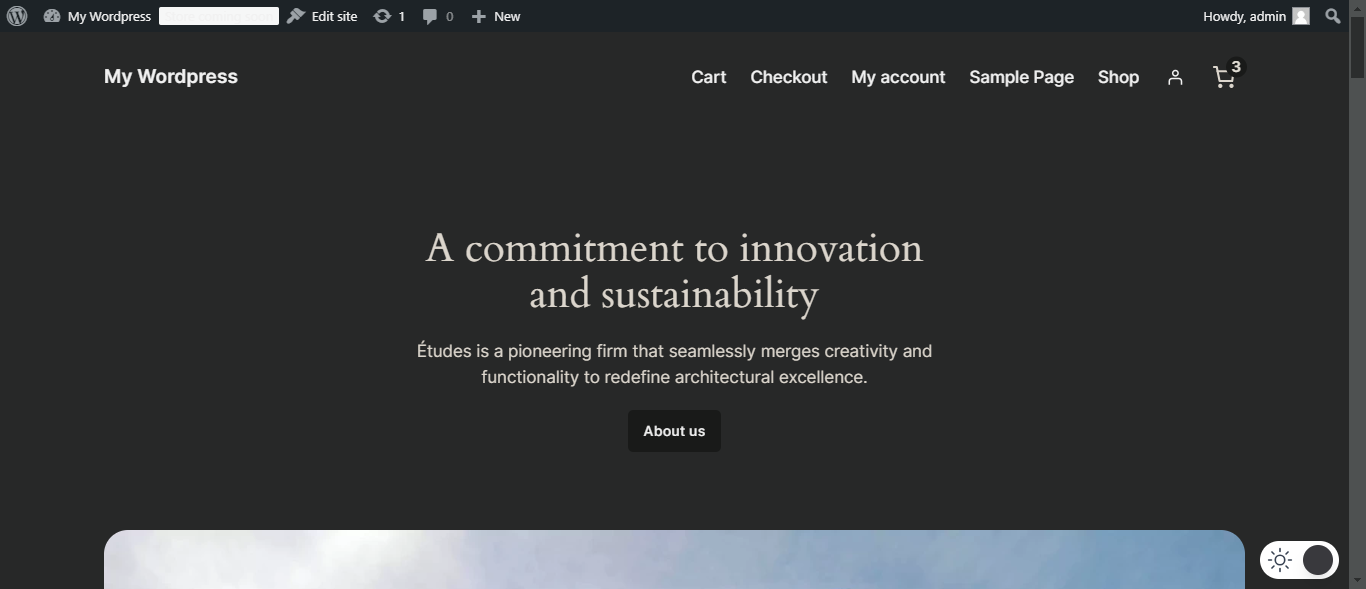 My Wordpress
Edit site
1
0
New
Howdy, admin
My Wordpress
Cart
Checkout
My account
Sample Page
Shop
3
A commitment to innovation
and sustainability
Études is a pioneering firm that seamlessly merges creativity and
functionality to redefine architectural excellence.
About us